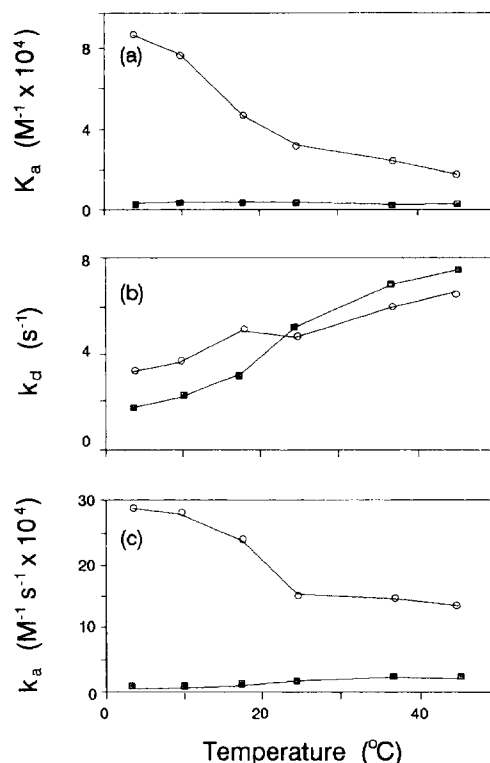 8
4
0
(a)
Kₐ (M⁻¹ x 10⁴)
8
4
0
(b)
k_d (s⁻¹)
30
20
10
0
(c)
kₐ (M⁻¹ s⁻¹ x 10⁴)
0 20 40
Temperature (°C)